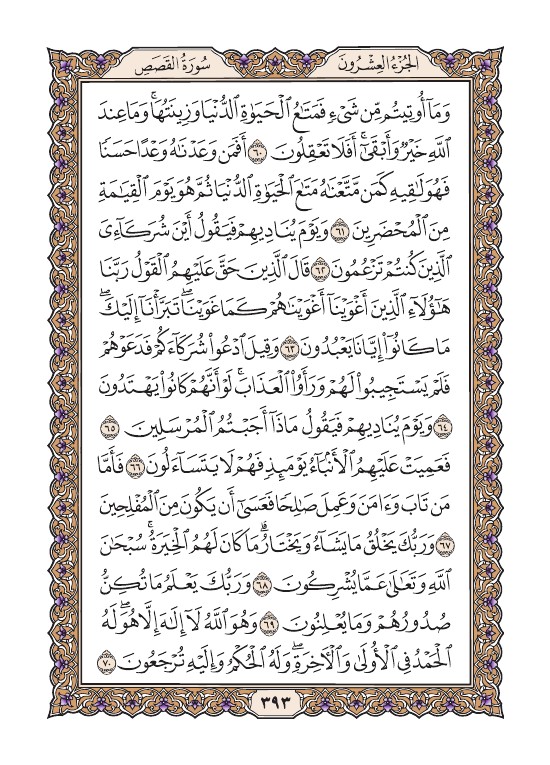 الجُزْءُ العِشْرُونَ
سُورَةُ القَصَصِ
وَمَآ أُوتِيتُم مِّن شَىْءٍ فَمَتَٰعُ ٱلْحَيَوٰةِ ٱلدُّنْيَا وَزِينَتُهَا ۚ وَمَا عِندَ
ٱللَّهِ خَيْرٌ وَأَبْقَىٰٓ ۚ أَفَلَا تَعْقِلُونَ ٦٠ أَفَمَن وَعَدْنَٰهُ وَعْدًا حَسَنًا
فَهُوَ لَٰقِيهِ كَمَن مَّتَّعْنَٰهُ مَتَٰعَ ٱلْحَيَوٰةِ ٱلدُّنْيَا ثُمَّ هُوَ يَوْمَ ٱلْقِيَٰمَةِ
مِنَ ٱلْمُحْضَرِينَ ٦١ وَيَوْمَ يُنَادِيهِمْ فَيَقُولُ أَيْنَ شُرَكَآءِىَ
ٱلَّذِينَ كُنتُمْ تَزْعُمُونَ ٦٢ قَالَ ٱلَّذِينَ حَقَّ عَلَيْهِمُ ٱلْقَوْلُ رَبَّنَا
هَٰٓؤُلَآءِ ٱلَّذِينَ أَغْوَيْنَآ أَغْوَيْنَٰهُمْ كَمَا غَوَيْنَا ۖ تَبَرَّأْنَآ إِلَيْكَ ۖ
مَا كَانُوٓا۟ إِيَّانَا يَعْبُدُونَ ٦٣ وَقِيلَ ٱدْعُوا۟ شُرَكَآءَكُمْ فَدَعَوْهُمْ
فَلَمْ يَسْتَجِيبُوا۟ لَهُمْ وَرَأَوُا۟ ٱلْعَذَابَ ۚ لَوْ أَنَّهُمْ كَانُوا۟ يَهْتَدُونَ
٦٤ وَيَوْمَ يُنَادِيهِمْ فَيَقُولُ مَاذَآ أَجَبْتُمُ ٱلْمُرْسَلِينَ ٦٥
فَعَمِيَتْ عَلَيْهِمُ ٱلْأَنۢبَآءُ يَوْمَئِذٍ فَهُمْ لَا يَتَسَآءَلُونَ ٦٦ فَأَمَّا
مَن تَابَ وَءَامَنَ وَعَمِلَ صَٰلِحًا فَعَسَىٰٓ أَن يَكُونَ مِنَ ٱلْمُفْلِحِينَ
٦٧ وَرَبُّكَ يَخْلُقُ مَا يَشَآءُ وَيَخْتَارُ ۗ مَا كَانَ لَهُمُ ٱلْخِيَرَةُ ۚ سُبْحَٰنَ
ٱللَّهِ وَتَعَٰلَىٰ عَمَّا يُشْرِكُونَ ٦٨ وَرَبُّكَ يَعْلَمُ مَا تُكِنُّ
صُدُورُهُمْ وَمَا يُعْلِنُونَ ٦٩ وَهُوَ ٱللَّهُ لَآ إِلَٰهَ إِلَّا هُوَ ۖ لَهُ
ٱلْحَمْدُ فِى ٱلْأُولَىٰ وَٱلْءَاخِرَةِ ۖ وَلَهُ ٱلْحُكْمُ وَإِلَيْهِ تُرْجَعُونَ ٧٠
٣٩٣